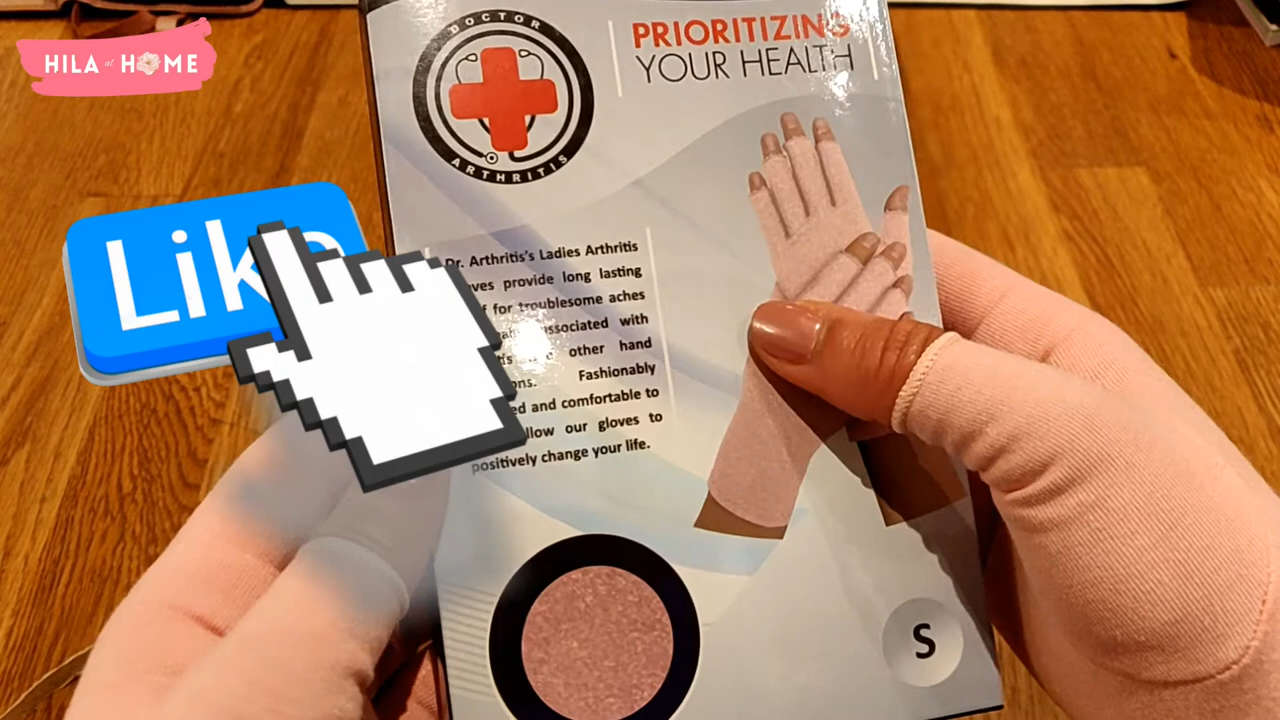 HILA at HOME
DOCTOR
ARTHRITIS
PRIORITIZING
YOUR HEALTH
Like
Dr. Arthritis's Ladies Arthritis
provide long lasting
for troublesome aches
associated with
other hand
Fashionably
and comfortable to
our gloves to
positively change your life.
S